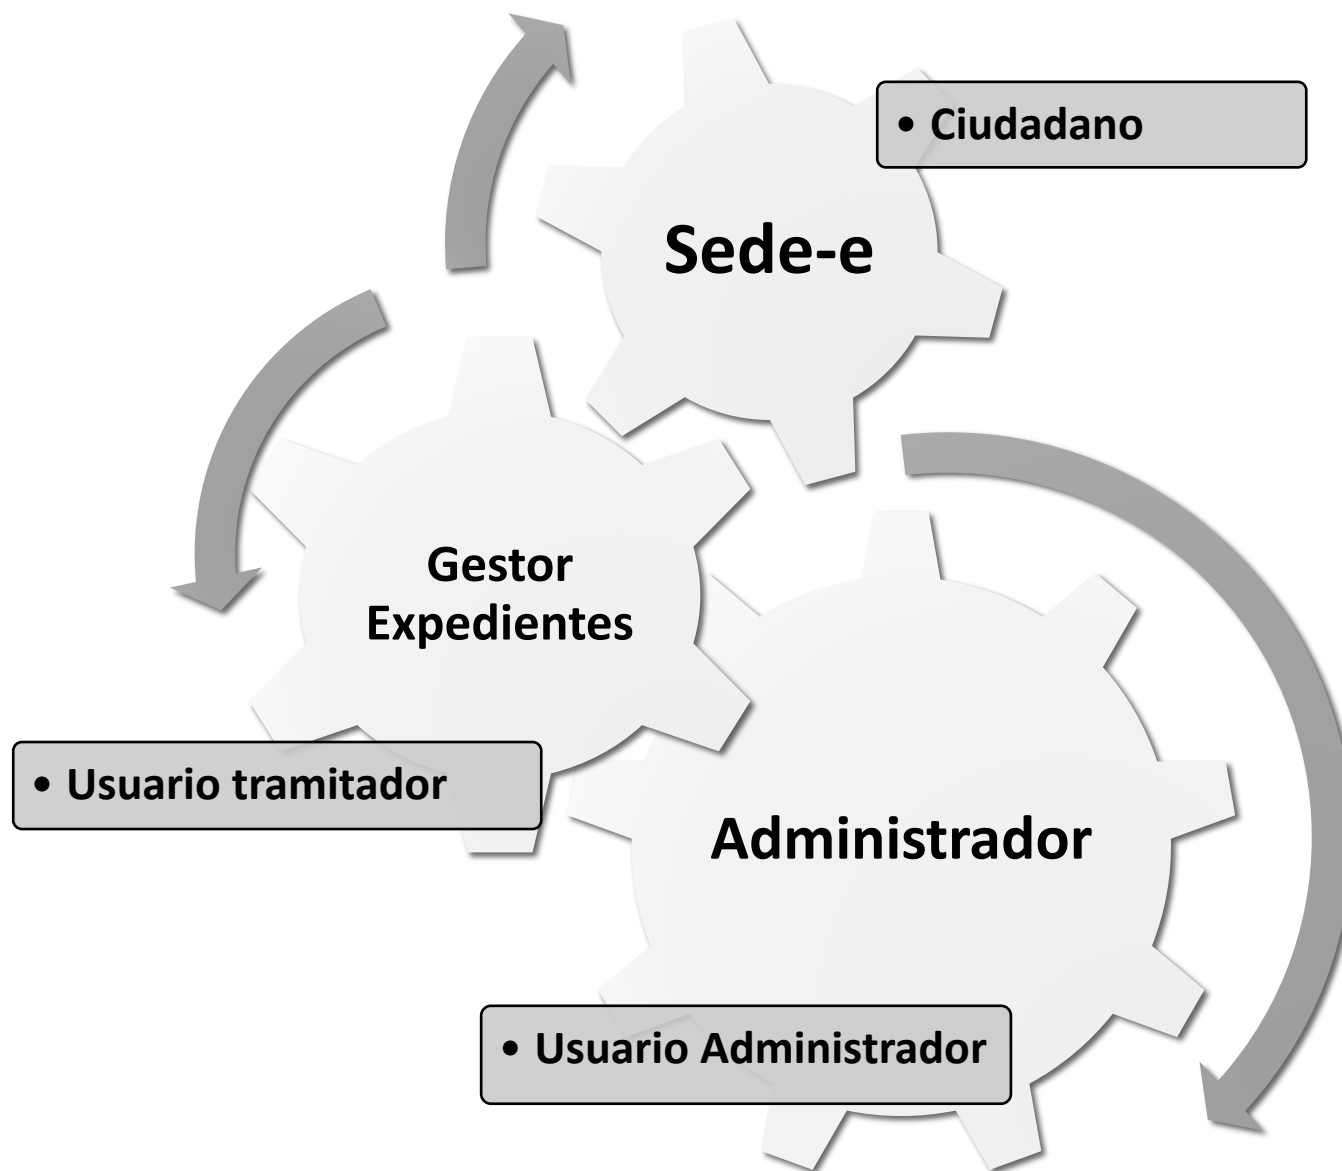 • Ciudadano
Sede-e
Gestor
Expedientes
• Usuario tramitador
Administrador
• Usuario Administrador